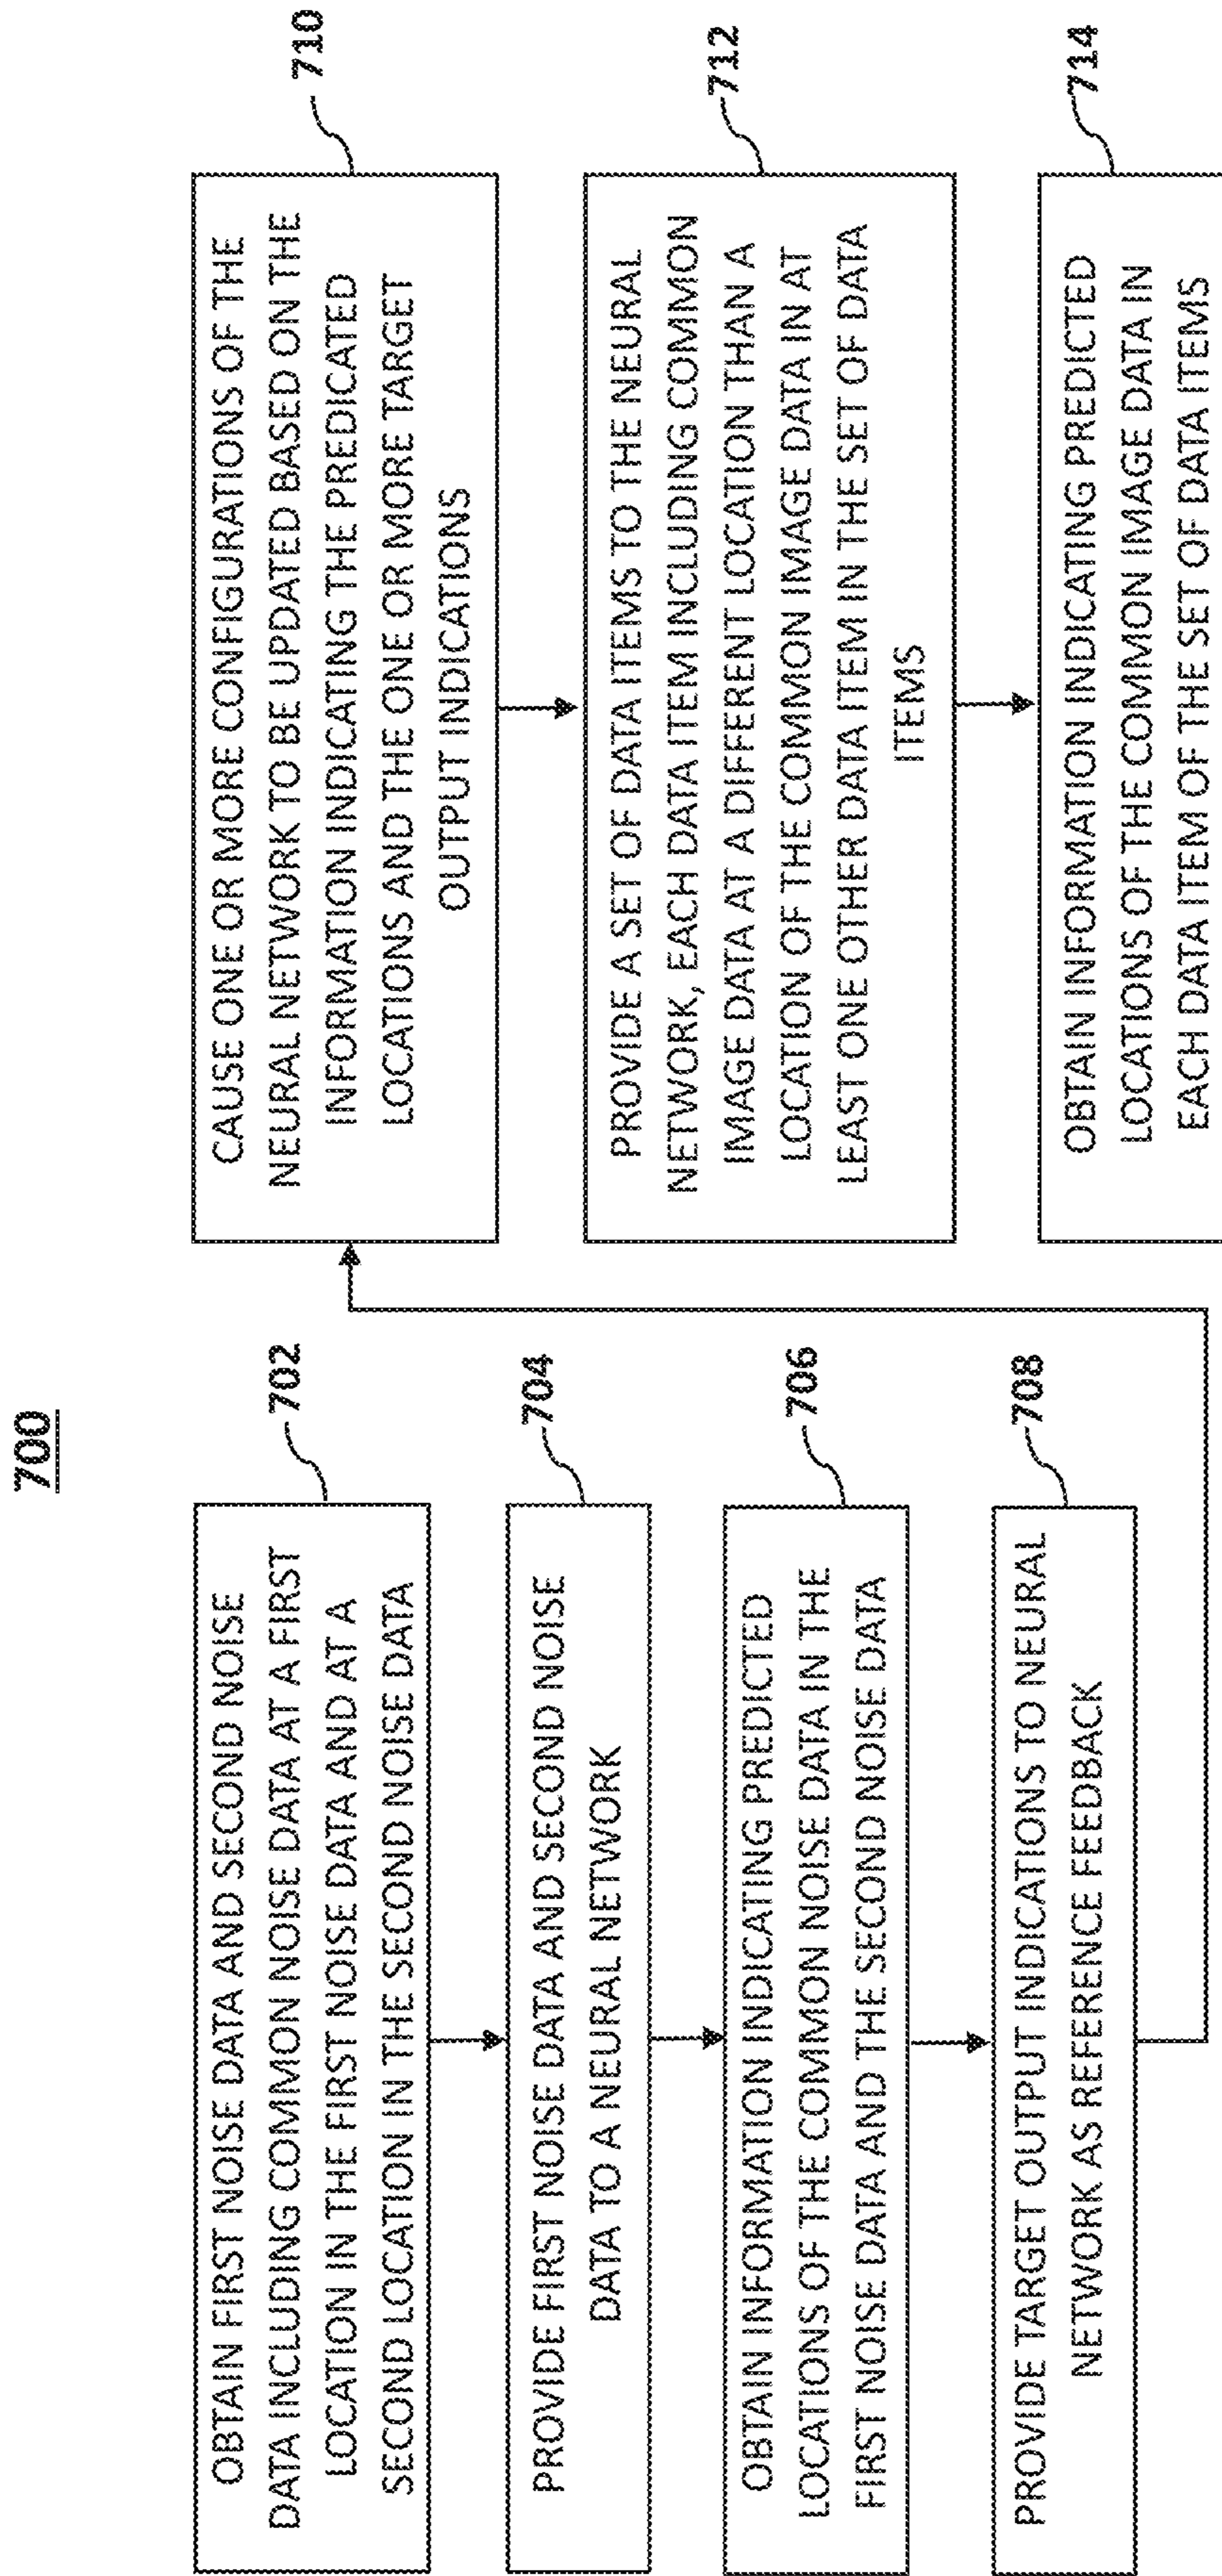 700
OBTAIN FIRST NOISE DATA AND SECOND NOISE
DATA INCLUDING COMMON NOISE DATA AT A FIRST
LOCATION IN THE FIRST NOISE DATA AND AT A
SECOND LOCATION IN THE SECOND NOISE DATA
702
PROVIDE FIRST NOISE DATA AND SECOND NOISE
DATA TO A NEURAL NETWORK
704
OBTAIN INFORMATION INDICATING PREDICTED
LOCATIONS OF THE COMMON NOISE DATA IN THE
FIRST NOISE DATA AND THE SECOND NOISE DATA
706
PROVIDE TARGET OUTPUT INDICATIONS TO NEURAL
NETWORK AS REFERENCE FEEDBACK
708
CAUSE ONE OR MORE CONFIGURATIONS OF THE
NEURAL NETWORK TO BE UPDATED BASED ON THE
INFORMATION INDICATING THE PREDICATED
LOCATIONS AND THE ONE OR MORE TARGET
OUTPUT INDICATIONS
710
PROVIDE A SET OF DATA ITEMS TO THE NEURAL
NETWORK, EACH DATA ITEM INCLUDING COMMON
IMAGE DATA AT A DIFFERENT LOCATION THAN A
LOCATION OF THE COMMON IMAGE DATA IN AT
LEAST ONE OTHER DATA ITEM IN THE SET OF DATA
ITEMS
712
OBTAIN INFORMATION INDICATING PREDICTED
LOCATIONS OF THE COMMON IMAGE DATA IN
EACH DATA ITEM OF THE SET OF DATA ITEMS
714